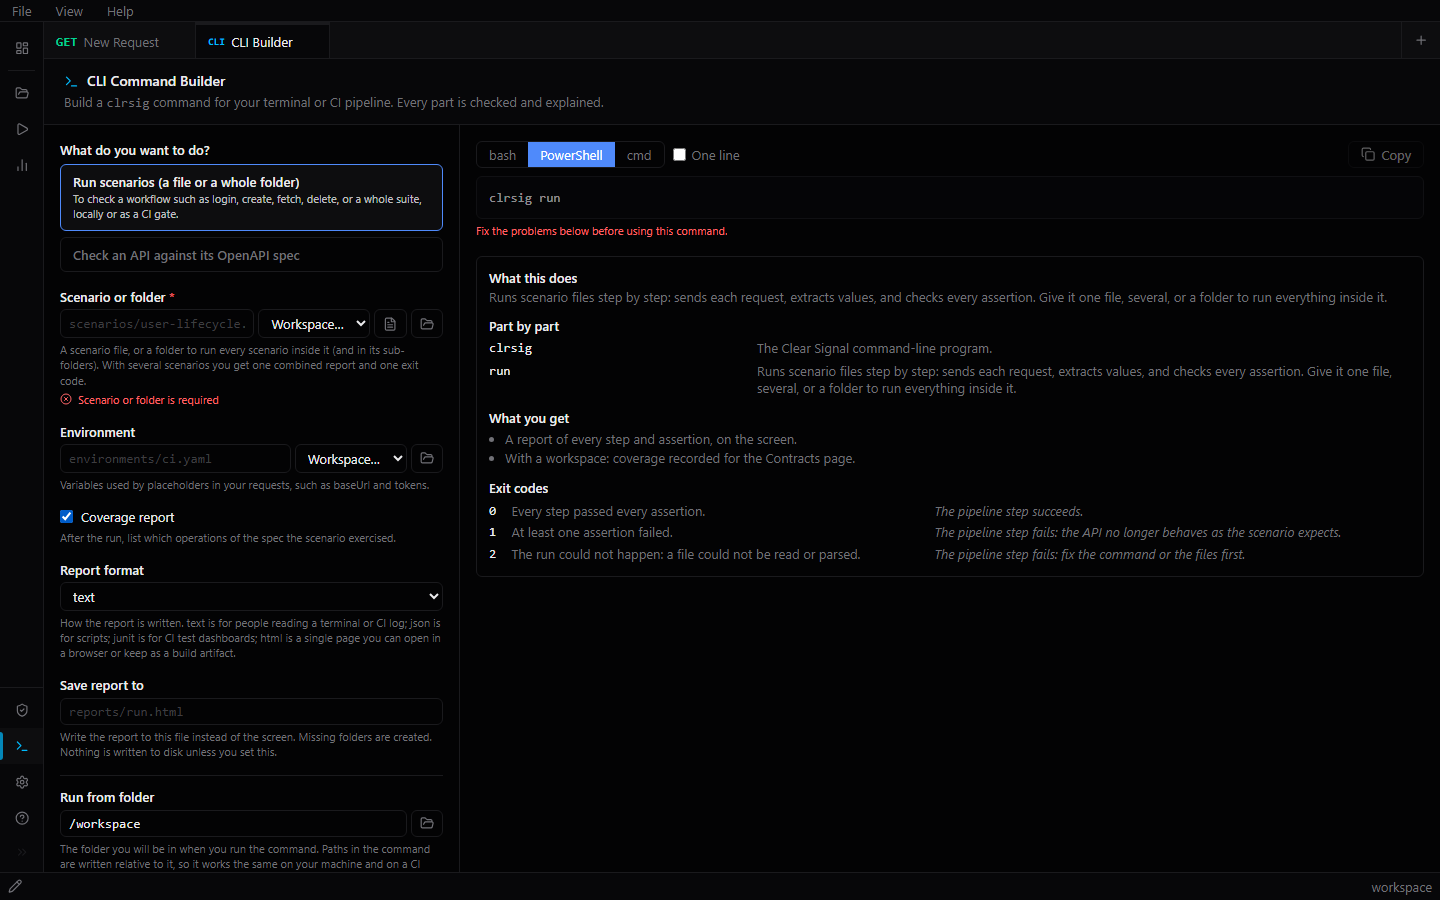 File View Help
GET New Request
CLI CLI Builder
CLI Command Builder
Build a clrsig command for your terminal or CI pipeline. Every part is checked and explained.
What do you want to do?
Run scenarios (a file or a whole folder)
To check a workflow such as login, create, fetch, delete, or a whole suite,
locally or as a CI gate.
Check an API against its OpenAPI spec
Scenario or folder *
scenarios/user-lifecycle. Workspace...
A scenario file, or a folder to run every scenario inside it (and in its sub-
folders). With several scenarios you get one combined report and one exit
code.
Scenario or folder is required
Environment
environments/ci.yaml Workspace...
Variables used by placeholders in your requests, such as baseUrl and tokens.
Coverage report
After the run, list which operations of the spec the scenario exercised.
Report format
text
How the report is written. text is for people reading a terminal or CI log; json is
for scripts; junit is for CI test dashboards; html is a single page you can open in
a browser or keep as a build artifact.
Save report to
reports/run.html
Write the report to this file instead of the screen. Missing folders are created.
Nothing is written to disk unless you set this.
Run from folder
/workspace
The folder you will be in when you run the command. Paths in the command
are written relative to it, so it works the same on your machine and on a CI
bash PowerShell cmd One line Copy
clrsig run
Fix the problems below before using this command.
What this does
Runs scenario files step by step: sends each request, extracts values, and checks every assertion. Give it one file, several, or a folder to run everything inside it.
Part by part
clrsig The Clear Signal command-line program.
run Runs scenario files step by step: sends each request, extracts values, and checks every assertion. Give it one file,
several, or a folder to run everything inside it.
What you get
• A report of every step and assertion, on the screen.
• With a workspace: coverage recorded for the Contracts page.
Exit codes
0 Every step passed every assertion. The pipeline step succeeds.
1 At least one assertion failed. The pipeline step fails: the API no longer behaves as the scenario expects.
2 The run could not happen: a file could not be read or parsed. The pipeline step fails: fix the command or the files first.
workspace